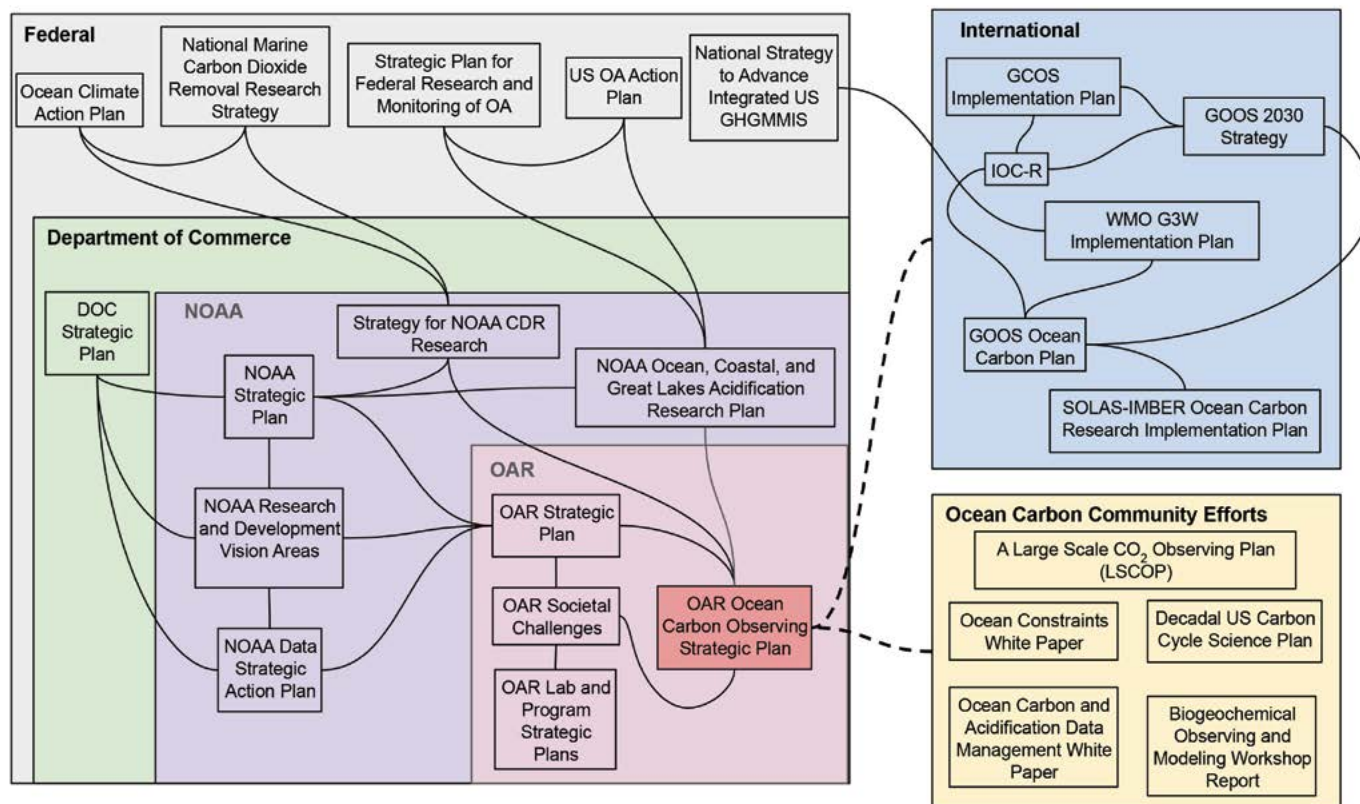 Federal
Ocean Climate
Action Plan
National Marine
Carbon Dioxide
Removal Research
Strategy
Strategic Plan for
Federal Research and
Monitoring of OA
US OA Action
Plan
National Strategy
to Advance
Integrated US
GHGMMIS
Department of Commerce
DOC
Strategic
Plan
NOAA
Strategy for NOAA CDR
Research
NOAA
Strategic
Plan
NOAA Ocean, Coastal, and
Great Lakes Acidification
Research Plan
NOAA Research
and Development
Vision Areas
NOAA Data
Strategic
Action Plan
OAR
OAR Strategic
Plan
OAR Societal
Challenges
OAR Lab and
Program
Strategic
Plans
OAR Ocean
Carbon Observing
Strategic Plan
International
GCOS
Implementation Plan
GOOS 2030
Strategy
IOC-R
WMO G3W
Implementation Plan
GOOS Ocean
Carbon Plan
SOLAS-IMBER Ocean Carbon
Research Implementation Plan
Ocean Carbon Community Efforts
A Large Scale CO₂ Observing Plan
(LSCOP)
Ocean Constraints
White Paper
Decadal US Carbon
Cycle Science Plan
Ocean Carbon and
Acidification Data
Management White
Paper
Biogeochemical
Observing and
Modeling Workshop
Report